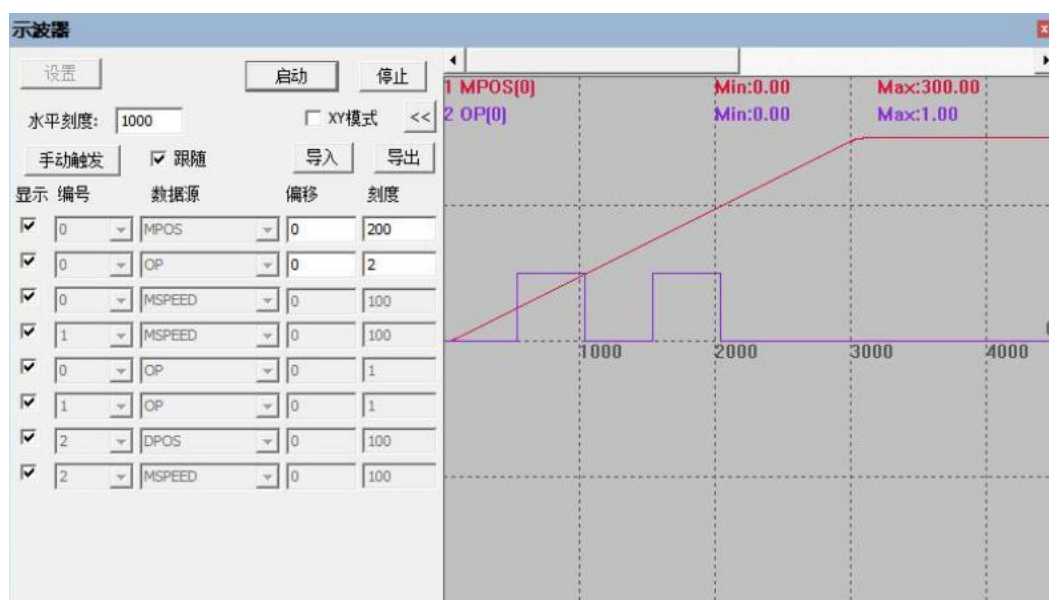 示波器
设置 启动 停止
水平刻度: 1000 XY模式 <<
手动触发 跟随 导入 导出
显示 编号 数据源 偏移 刻度
0 MPOS 0 200
0 OP 0 2
0 MSPEED 0 100
1 MSPEED 0 100
0 OP 0 1
1 OP 0 1
2 DPOS 0 100
2 MSPEED 0 100
1 MPOS(0) Min:0.00 Max:300.00
2 OP(0) Min:0.00 Max:1.00
1000 2000 3000 4000